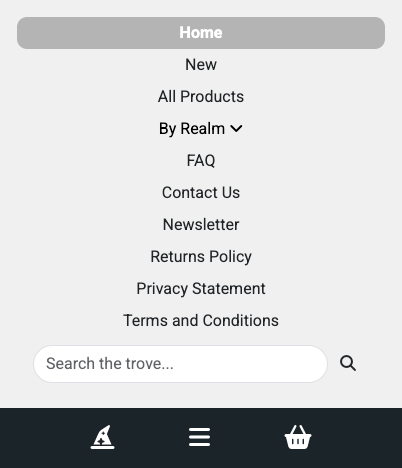 Home
New
All Products
By Realm
FAQ
Contact Us
Newsletter
Returns Policy
Privacy Statement
Terms and Conditions
Search the trove...